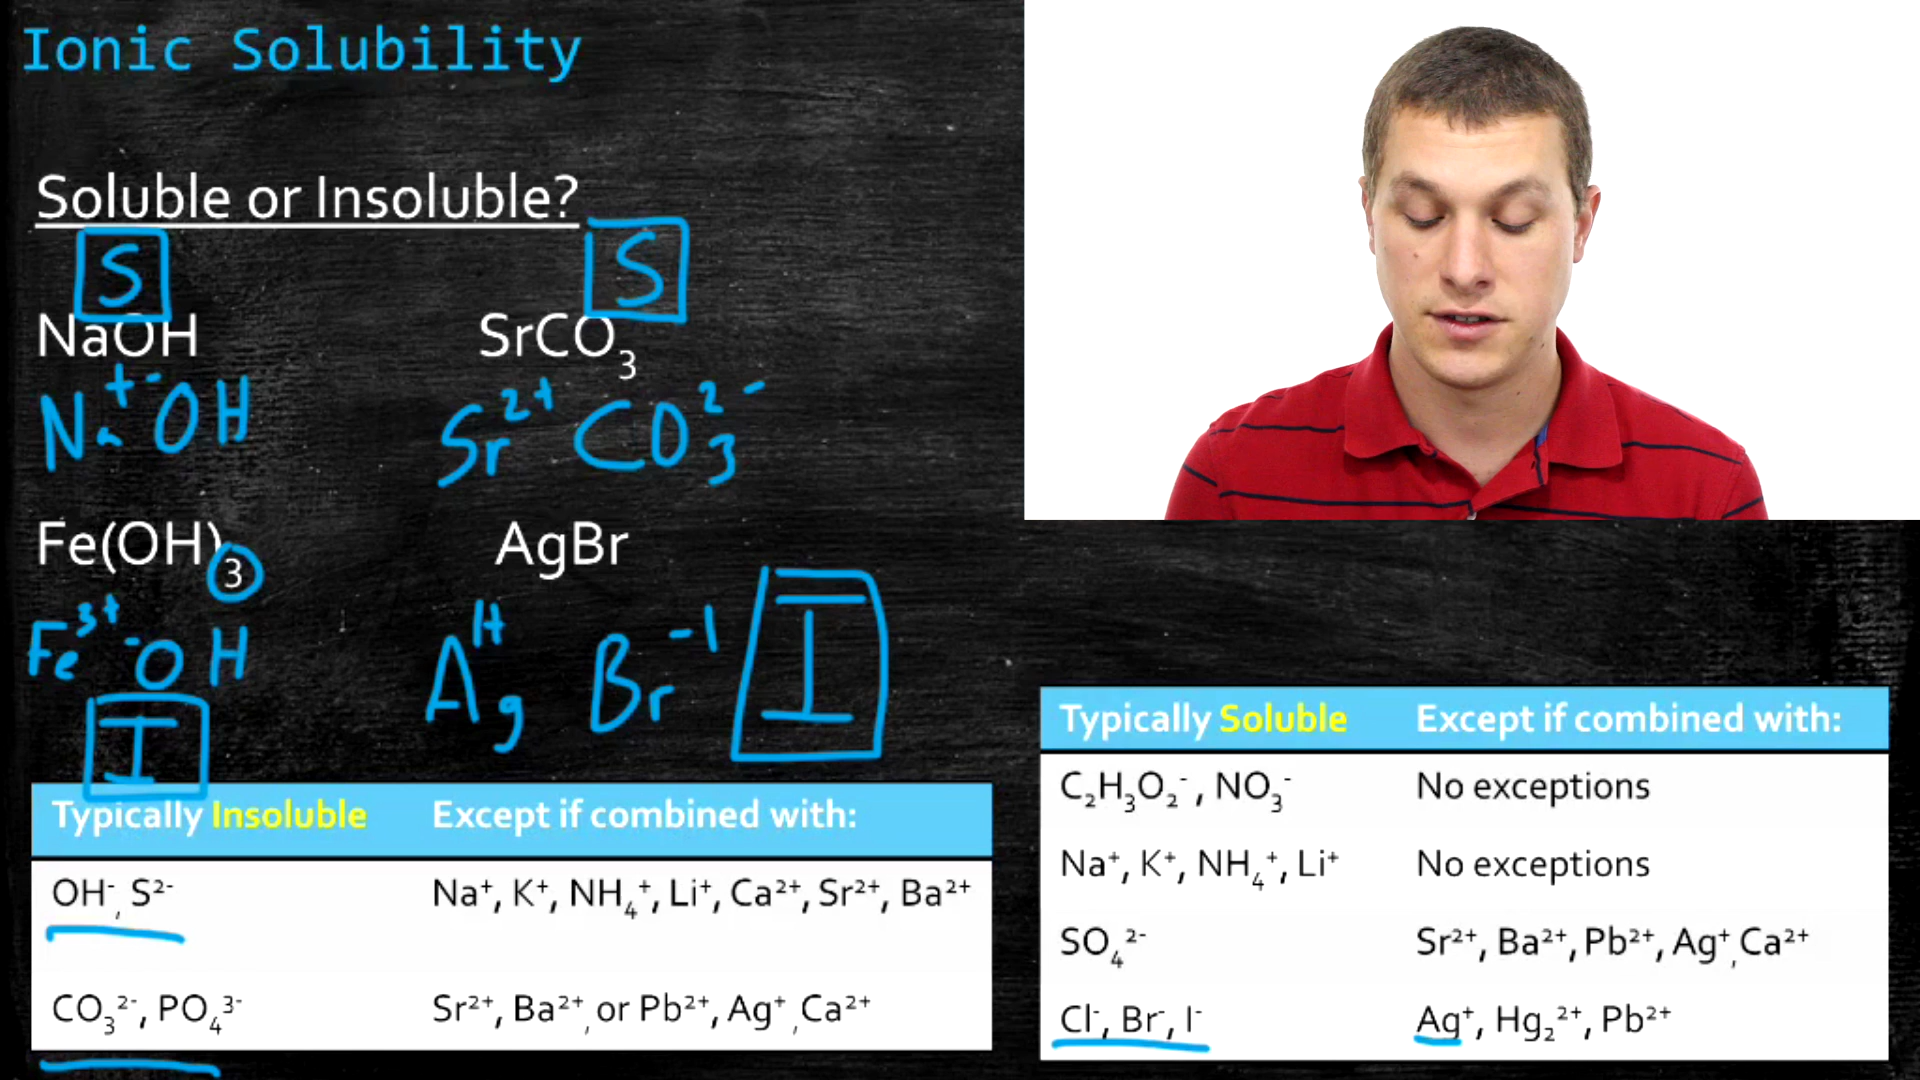 Ionic Solubility
Soluble or Insoluble?
S
S
NaOH
SrCO₃
Na⁺ ⁻OH
Sr²⁺ CO₃²⁻
Fe(OH)₃
AgBr
Fe³⁺ ⁻OH
Ag¹⁺ Br⁻¹
I
I
Typically Insoluble Except if combined with:
OH⁻, S²⁻ Na⁺, K⁺, NH₄⁺, Li⁺, Ca²⁺, Sr²⁺, Ba²⁺
CO₃²⁻, PO₄³⁻ Sr²⁺, Ba²⁺, or Pb²⁺, Ag⁺, Ca²⁺
Typically Soluble Except if combined with:
C₂H₃O₂⁻, NO₃⁻ No exceptions
Na⁺, K⁺, NH₄⁺, Li⁺ No exceptions
SO₄²⁻ Sr²⁺, Ba²⁺, Pb²⁺, Ag⁺, Ca²⁺
Cl⁻, Br⁻, I⁻ Ag⁺, Hg₂²⁺, Pb²⁺